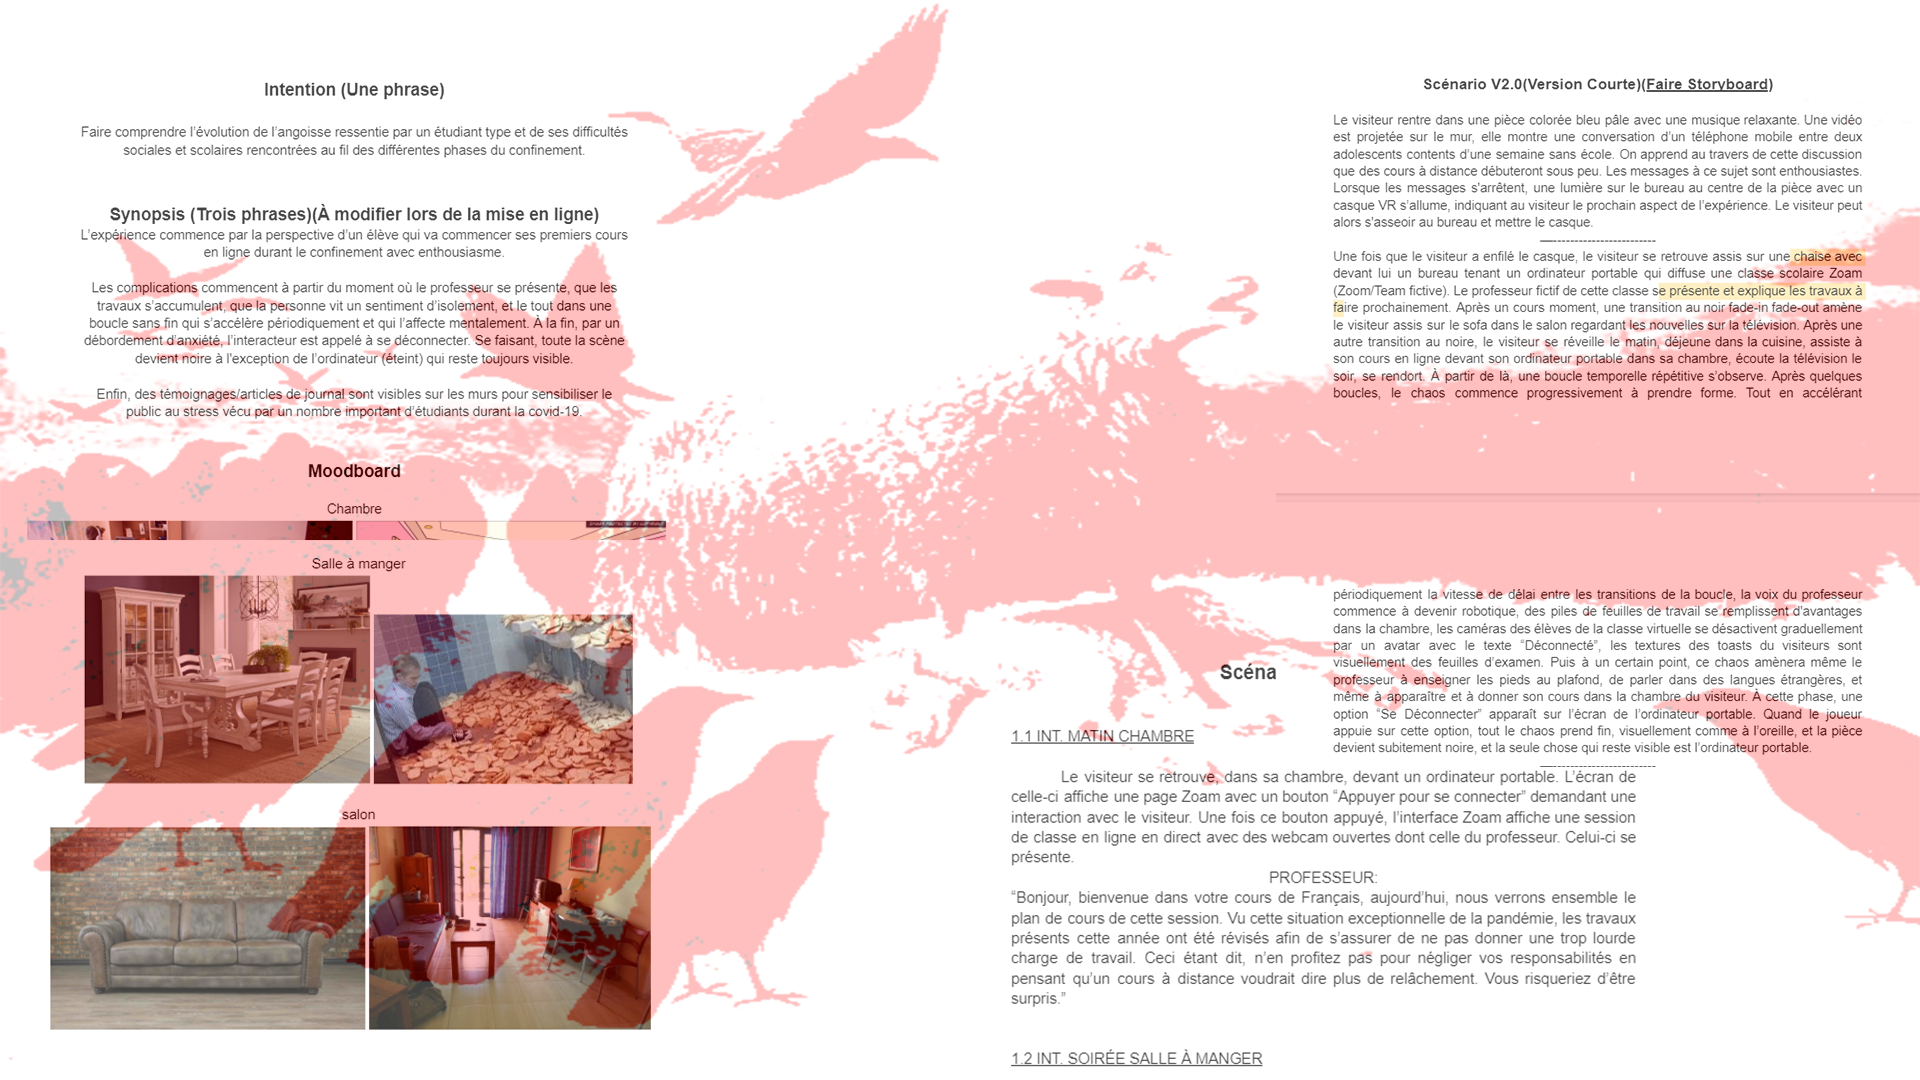 Intention (Une phrase)
Faire comprendre l’évolution de l’angoisse ressentie par un étudiant type et de ses difficultés
sociales et scolaires rencontrées au fil des différentes phases du confinement.
Synopsis (Trois phrases)(À modifier lors de la mise en ligne)
L’expérience commence par la perspective d’un élève qui va commencer ses premiers cours
en ligne durant le confinement avec enthousiasme.
Les complications commencent à partir du moment où le professeur se présente, que les
travaux s’accumulent, que la personne vit un sentiment d’isolement, et le tout dans une
boucle sans fin qui s’accélère périodiquement et qui l’affecte mentalement. À la fin, par un
débordement d’anxiété, l’interacteur est appelé à se déconnecter. Se faisant, toute la scène
devient noire à l'exception de l’ordinateur (éteint) qui reste toujours visible.
Enfin, des témoignages/articles de journal sont visibles sur les murs pour sensibiliser le
public au stress vécu par un nombre important d’étudiants durant la covid-19.
Moodboard
Chambre
Salle à manger
salon
Scénario V2.0(Version Courte)(Faire Storyboard)
Le visiteur rentre dans une pièce colorée bleu pâle avec une musique relaxante. Une vidéo
est projetée sur le mur, elle montre une conversation d’un téléphone mobile entre deux
adolescents contents d’une semaine sans école. On apprend au travers de cette discussion
que des cours à distance débuteront sous peu. Les messages à ce sujet sont enthousiastes.
Lorsque les messages s'arrêtent, une lumière sur le bureau au centre de la pièce avec un
casque VR s’allume, indiquant au visiteur le prochain aspect de l’expérience. Le visiteur peut
alors s'asseoir au bureau et mettre le casque.
—-------------------------
Une fois que le visiteur a enfilé le casque, le visiteur se retrouve assis sur une chaise avec
devant lui un bureau tenant un ordinateur portable qui diffuse une classe scolaire Zoam
(Zoom/Team fictive). Le professeur fictif de cette classe se présente et explique les travaux à
faire prochainement. Après un cours moment, une transition au noir fade-in fade-out amène
le visiteur assis sur le sofa dans le salon regardant les nouvelles sur la télévision. Après une
autre transition au noire, le visiteur se réveille le matin, déjeune dans la cuisine, assiste à
son cours en ligne devant son ordinateur portable dans sa chambre, écoute la télévision le
soir, se rendort. À partir de là, une boucle temporelle répétitive s’observe. Après quelques
boucles, le chaos commence progressivement à prendre forme. Tout en accélérant
périodiquement la vitesse de délai entre les transitions de la boucle, la voix du professeur
commence à devenir robotique, des piles de feuilles de travail se remplissent d’avantages
dans la chambre, les caméras des élèves de la classe virtuelle se désactivent graduellement
par un avatar avec le texte “Déconnecté”, les textures des toasts du visiteurs sont
visuellement des feuilles d’examen. Puis à un certain point, ce chaos amènera même le
professeur à enseigner les pieds au plafond, de parler dans des langues étrangères, et
même à apparaître et à donner son cours dans la chambre du visiteur. À cette phase, une
option “Se Déconnecter” apparaît sur l’écran de l’ordinateur portable. Quand le joueur
appuie sur cette option, tout le chaos prend fin, visuellement comme à l’oreille, et la pièce
devient subitement noire, et la seule chose qui reste visible est l’ordinateur portable.
—-------------------------
Scéna
1.1 INT. MATIN CHAMBRE
Le visiteur se retrouve, dans sa chambre, devant un ordinateur portable. L’écran de
celle-ci affiche une page Zoam avec un bouton “Appuyer pour se connecter” demandant une
interaction avec le visiteur. Une fois ce bouton appuyé, l’interface Zoam affiche une session
de classe en ligne en direct avec des webcam ouvertes dont celle du professeur. Celui-ci se
présente.
PROFESSEUR:
“Bonjour, bienvenue dans votre cours de Français, aujourd’hui, nous verrons ensemble le
plan de cours de cette session. Vu cette situation exceptionnelle de la pandémie, les travaux
présents cette année ont été révisés afin de s’assurer de ne pas donner une trop lourde
charge de travail. Ceci étant dit, n’en profitez pas pour négliger vos responsabilités en
pensant qu’un cours à distance voudrait dire plus de relâchement. Vous risqueriez d’être
surpris.”
1.2 INT. SOIRÉE SALLE À MANGER